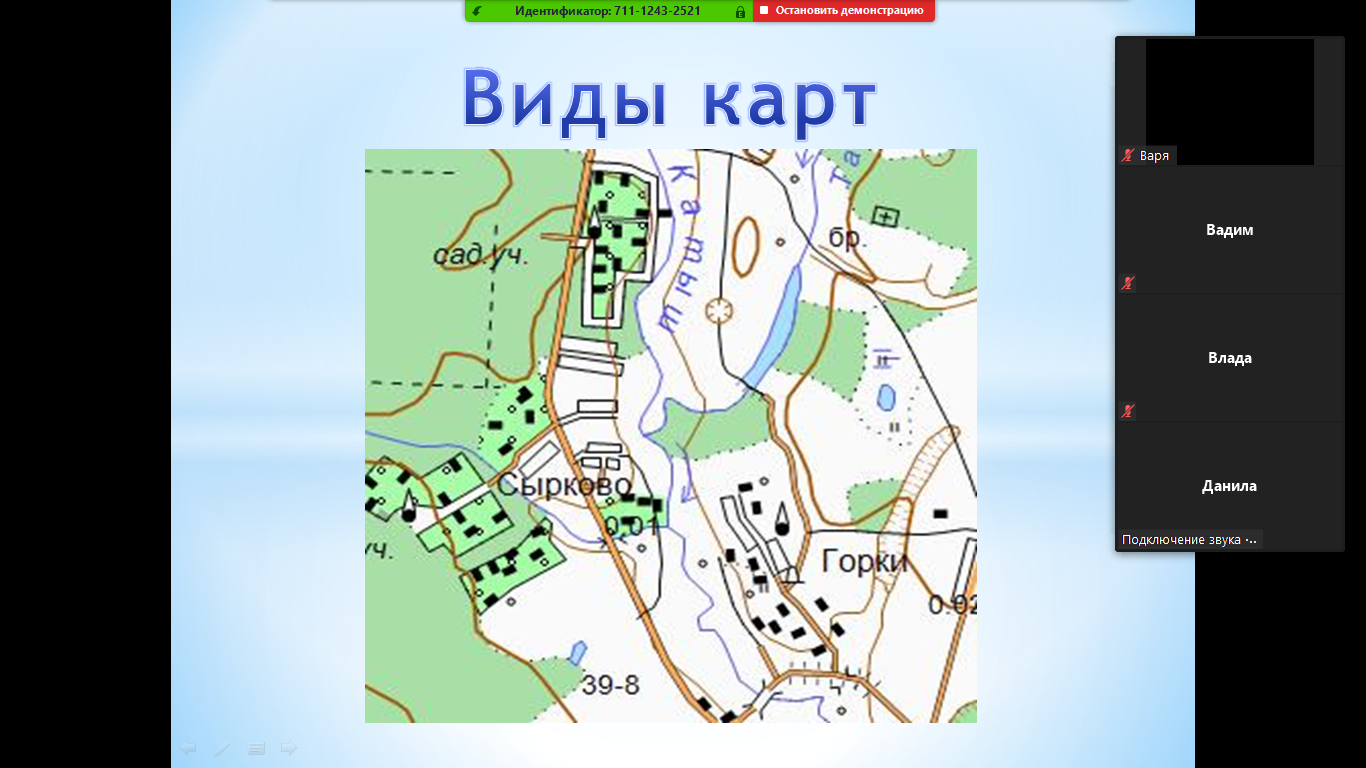 Идентификатор: 711-1243-2521
Остановить демонстрацию
Виды карт
Катыш
сад.уч.
бр.
Сырково
0.01
уч.
Горки
0.02
39-8
Варя
Вадим
Влада
Данила
Подключение звука ·..